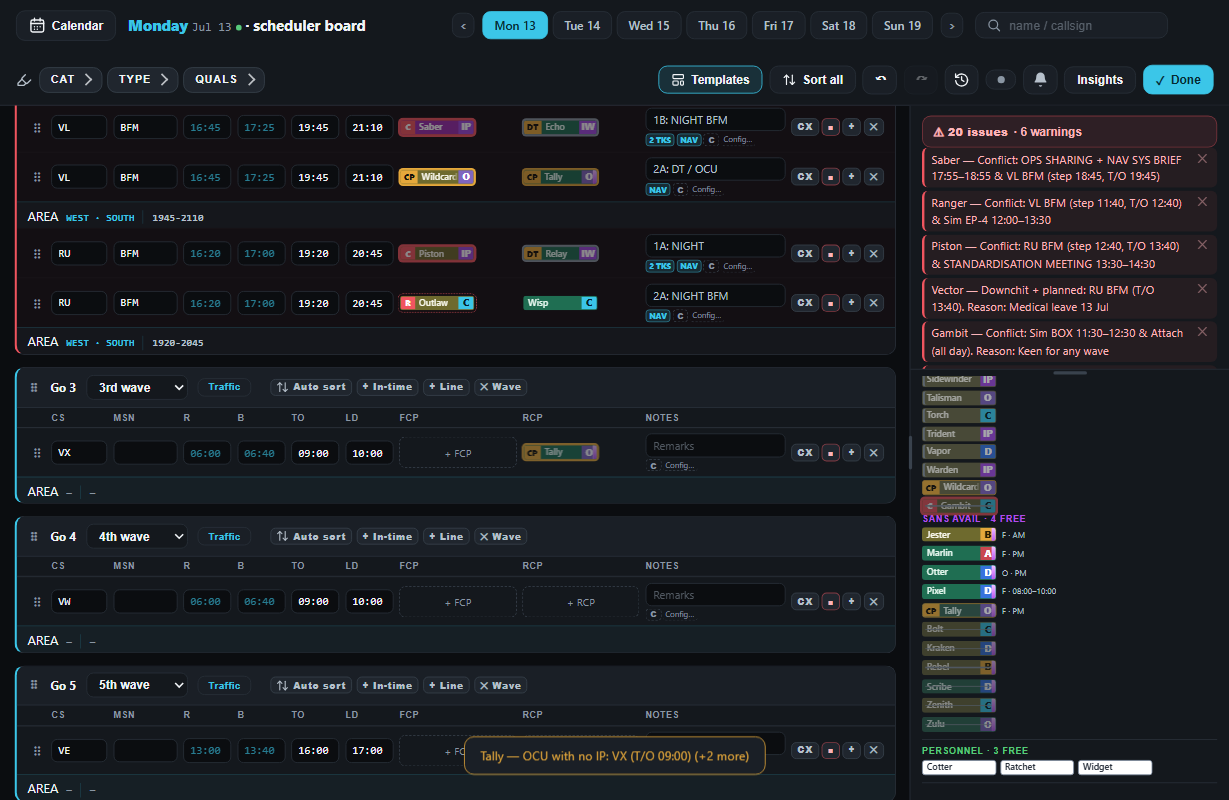 Calendar
Monday Jul 13 · scheduler board
‹ Mon 13 Tue 14 Wed 15 Thu 16 Fri 17 Sat 18 Sun 19 ›
name / callsign
CAT TYPE QUALS
Templates Sort all Insights ✓ Done
VL BFM 16:45 17:25 19:45 21:10 C Saber IP DT Echo IW 1B: NIGHT BFM CX + ✕
2 TKS NAV C Config...
VL BFM 16:45 17:25 19:45 21:10 CP Wildcard O CP Tally O 2A: DT / OCU CX + ✕
NAV C Config...
AREA WEST · SOUTH 1945-2110
RU BFM 16:20 17:00 19:20 20:45 C Piston IP DT Relay IW 1A: NIGHT CX + ✕
2 TKS NAV C Config...
RU BFM 16:20 17:00 19:20 20:45 R Outlaw C Wisp C 2A: NIGHT BFM CX + ✕
NAV C Config...
AREA WEST · SOUTH 1920-2045
Go 3 3rd wave Traffic Auto sort + In-time + Line ✕ Wave
CS MSN R B TO LD FCP RCP NOTES
VX 06:00 06:40 09:00 10:00 + FCP CP Tally O Remarks CX + ✕
C Config...
AREA – –
Go 4 4th wave Traffic Auto sort + In-time + Line ✕ Wave
CS MSN R B TO LD FCP RCP NOTES
VW 06:00 06:40 09:00 10:00 + FCP + RCP Remarks CX + ✕
C Config...
AREA – –
Go 5 5th wave Traffic Auto sort + In-time + Line ✕ Wave
CS MSN R B TO LD FCP RCP NOTES
VE 13:00 13:40 16:00 17:00 + FC CX + ✕
Tally — OCU with no IP: VX (T/O 09:00) (+2 more)
AREA – –
⚠ 20 issues · 6 warnings
Saber — Conflict: OPS SHARING + NAV SYS BRIEF
17:55–18:55 & VL BFM (step 18:45, T/O 19:45)
Ranger — Conflict: VL BFM (step 11:40, T/O 12:40)
& Sim EP-4 12:00–13:30
Piston — Conflict: RU BFM (step 12:40, T/O 13:40)
& STANDARDISATION MEETING 13:30–14:30
Vector — Downchit + planned: RU BFM (T/O
13:40). Reason: Medical leave 13 Jul
Gambit — Conflict: Sim BOX 11:30–12:30 & Attach
(all day). Reason: Keen for any wave
Sidewinder IP
Talisman O
Torch C
Trident IP
Vapor D
Warden IP
CP Wildcard O
C Gambit C
SANS AVAIL · 4 FREE
Jester B F · AM
Marlin A F · PM
Otter D O · PM
Pixel D F · 08:00–10:00
CP Tally O F · PM
Bolt C
Kraken D
Rebel B
Scribe D
Zenith C
Zulu O
PERSONNEL · 3 FREE
Cotter Ratchet Widget